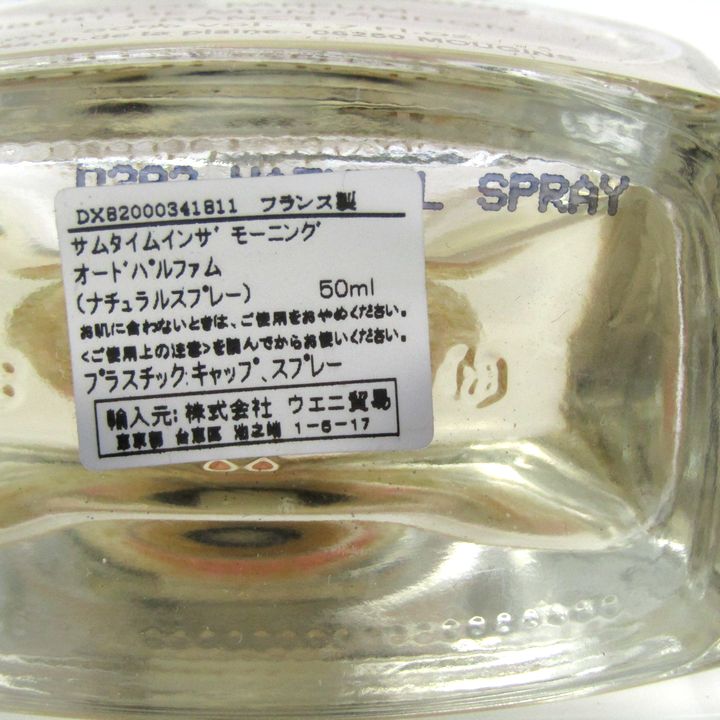 de la plaine - 06250 MOUGINS
SPRAY
DX82000341811 フランス製
サムタイムインザ モーニング
オードパルファム
(ナチュラルスプレー) 50ml
お肌に合わないときは、ご使用をおやめください。
<ご使用上の注意>を読んでからお使いください。
プラスチック:キャップ、スプレー
輸入元:株式会社 ウエニ貿易
東京都 台東区 池之端 1-6-17